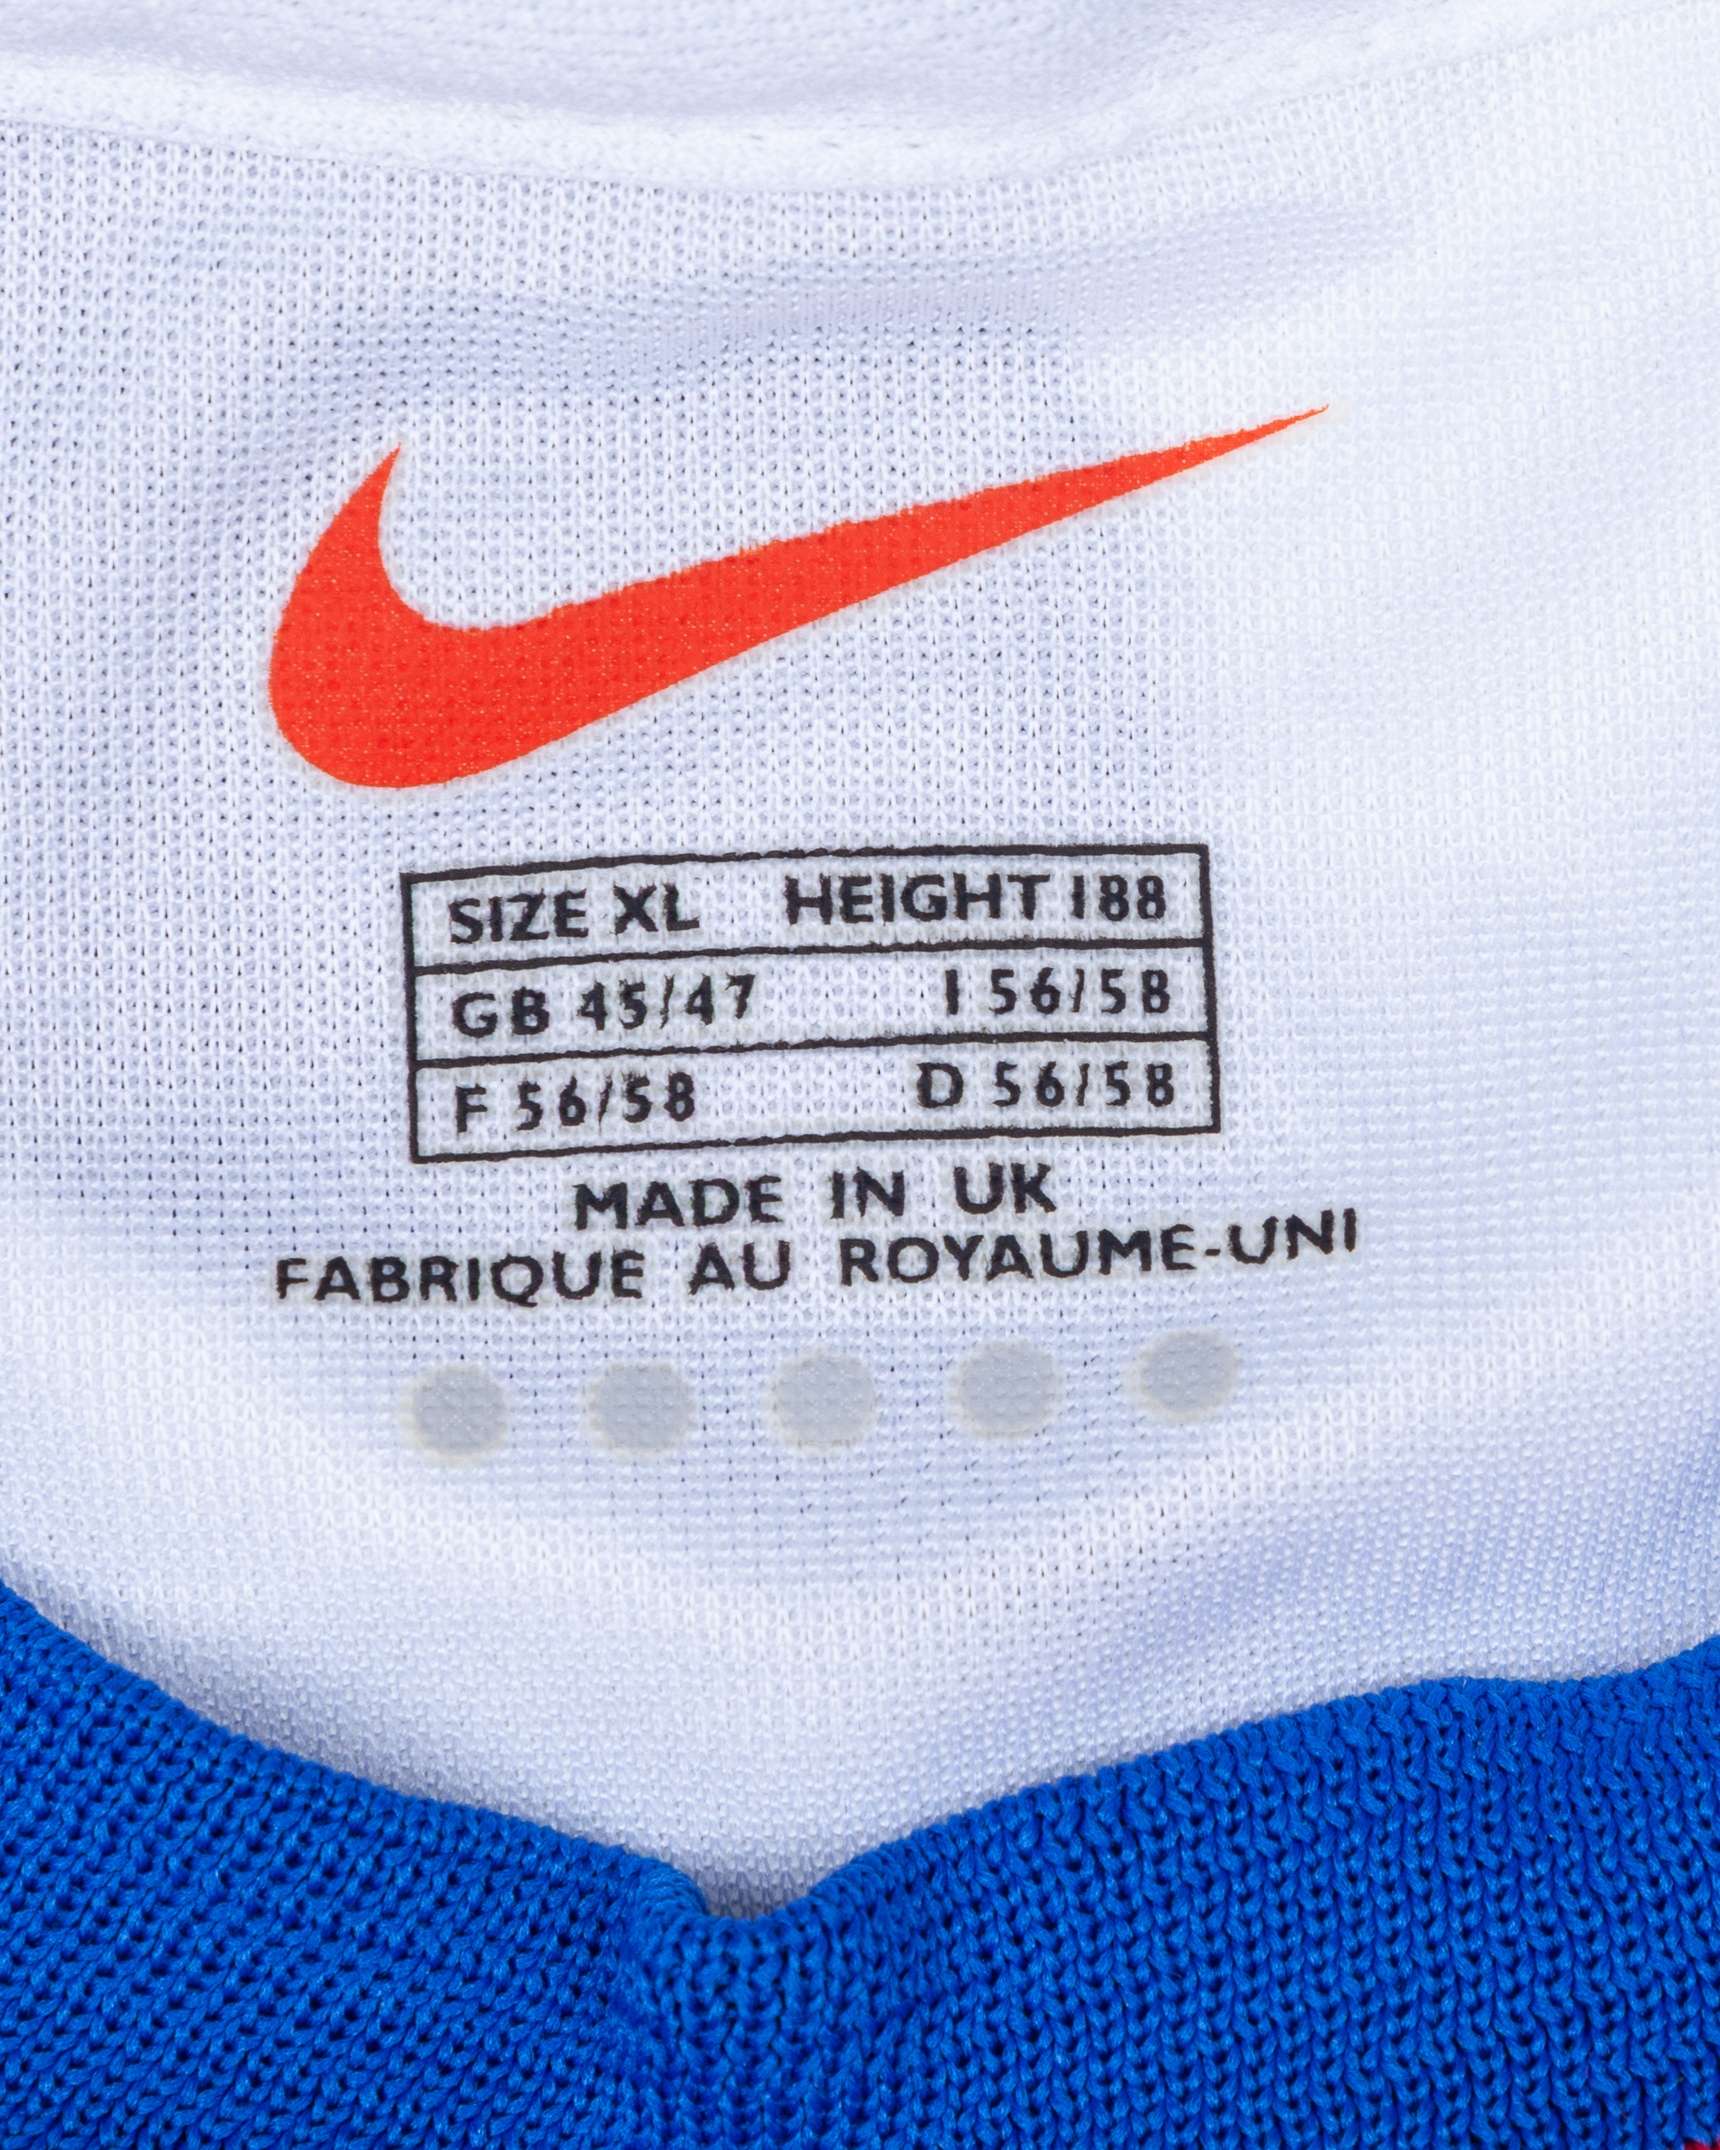 SIZE XL HEIGHT 188
GB 45/47 I 56/58
F 56/58 D 56/58
MADE IN UK
FABRIQUE AU ROYAUME-UNI